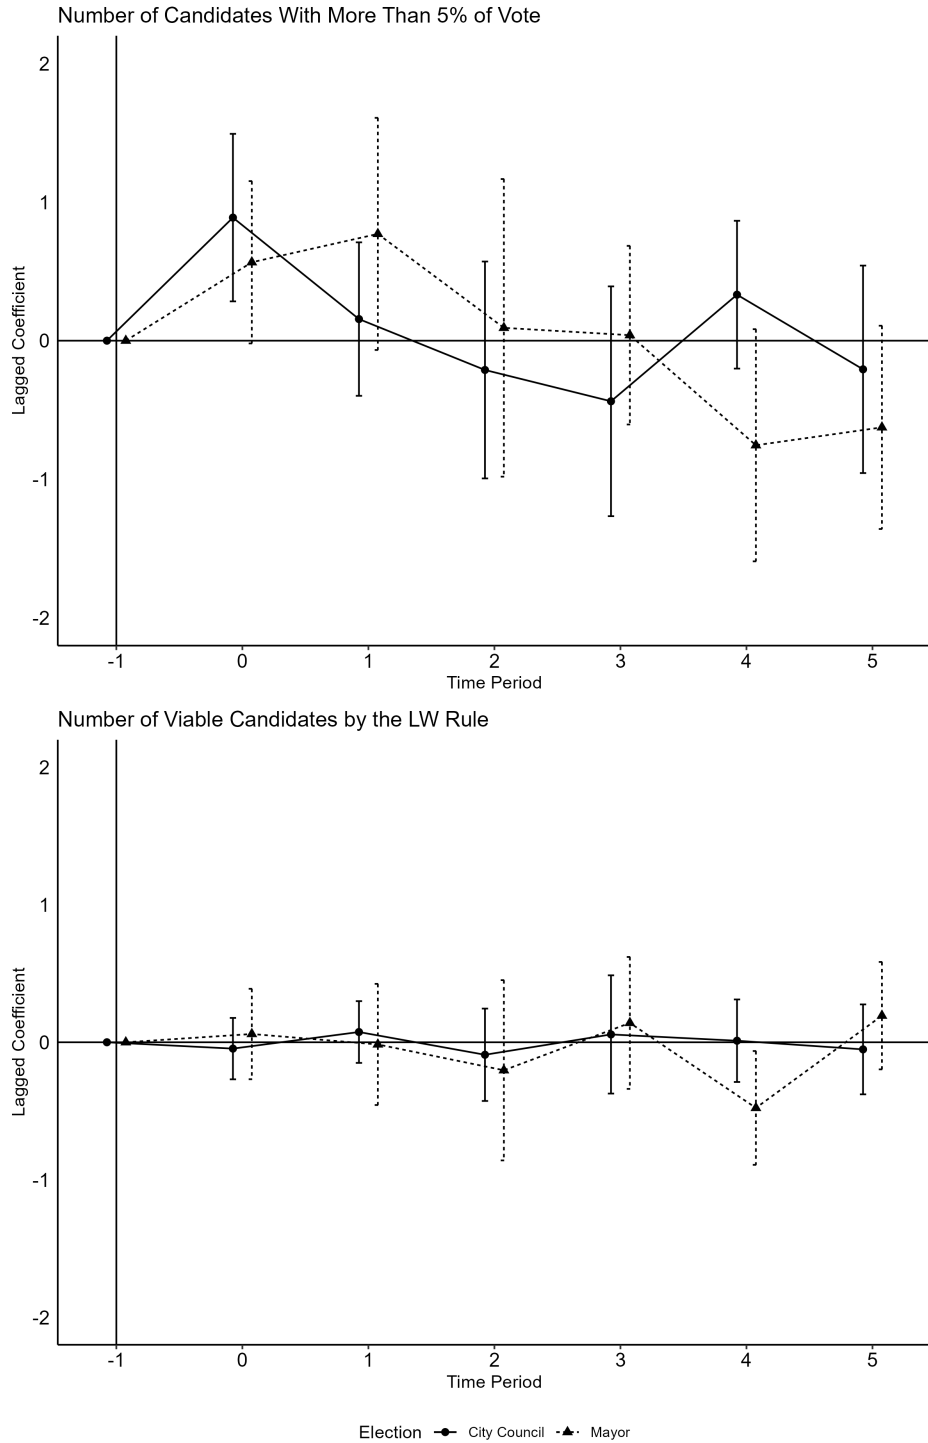 Number of Candidates With More Than 5% of Vote
2
1
0
-1
-2
Lagged Coefficient
-1 0 1 2 3 4 5
Time Period
Number of Viable Candidates by the LW Rule
2
1
0
-1
-2
Lagged Coefficient
-1 0 1 2 3 4 5
Time Period
Election City Council Mayor